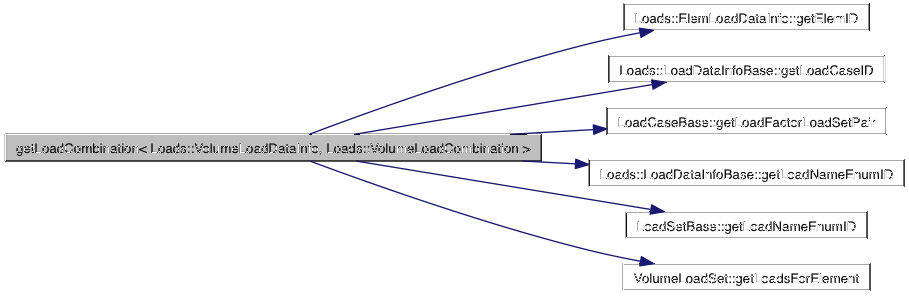 Loads::ElemLoadDataInfo::getElemID
Loads::LoadDataInfoBase::getLoadCaseID
LoadCaseBase::getLoadFactorLoadSetPair
getLoadCombination< Loads::VolumeLoadDataInfo, Loads::VolumeLoadCombination >
Loads::LoadDataInfoBase::getLoadNameEnumID
LoadSetBase::getLoadNameEnumID
VolumeLoadSet::getLoadsForElement